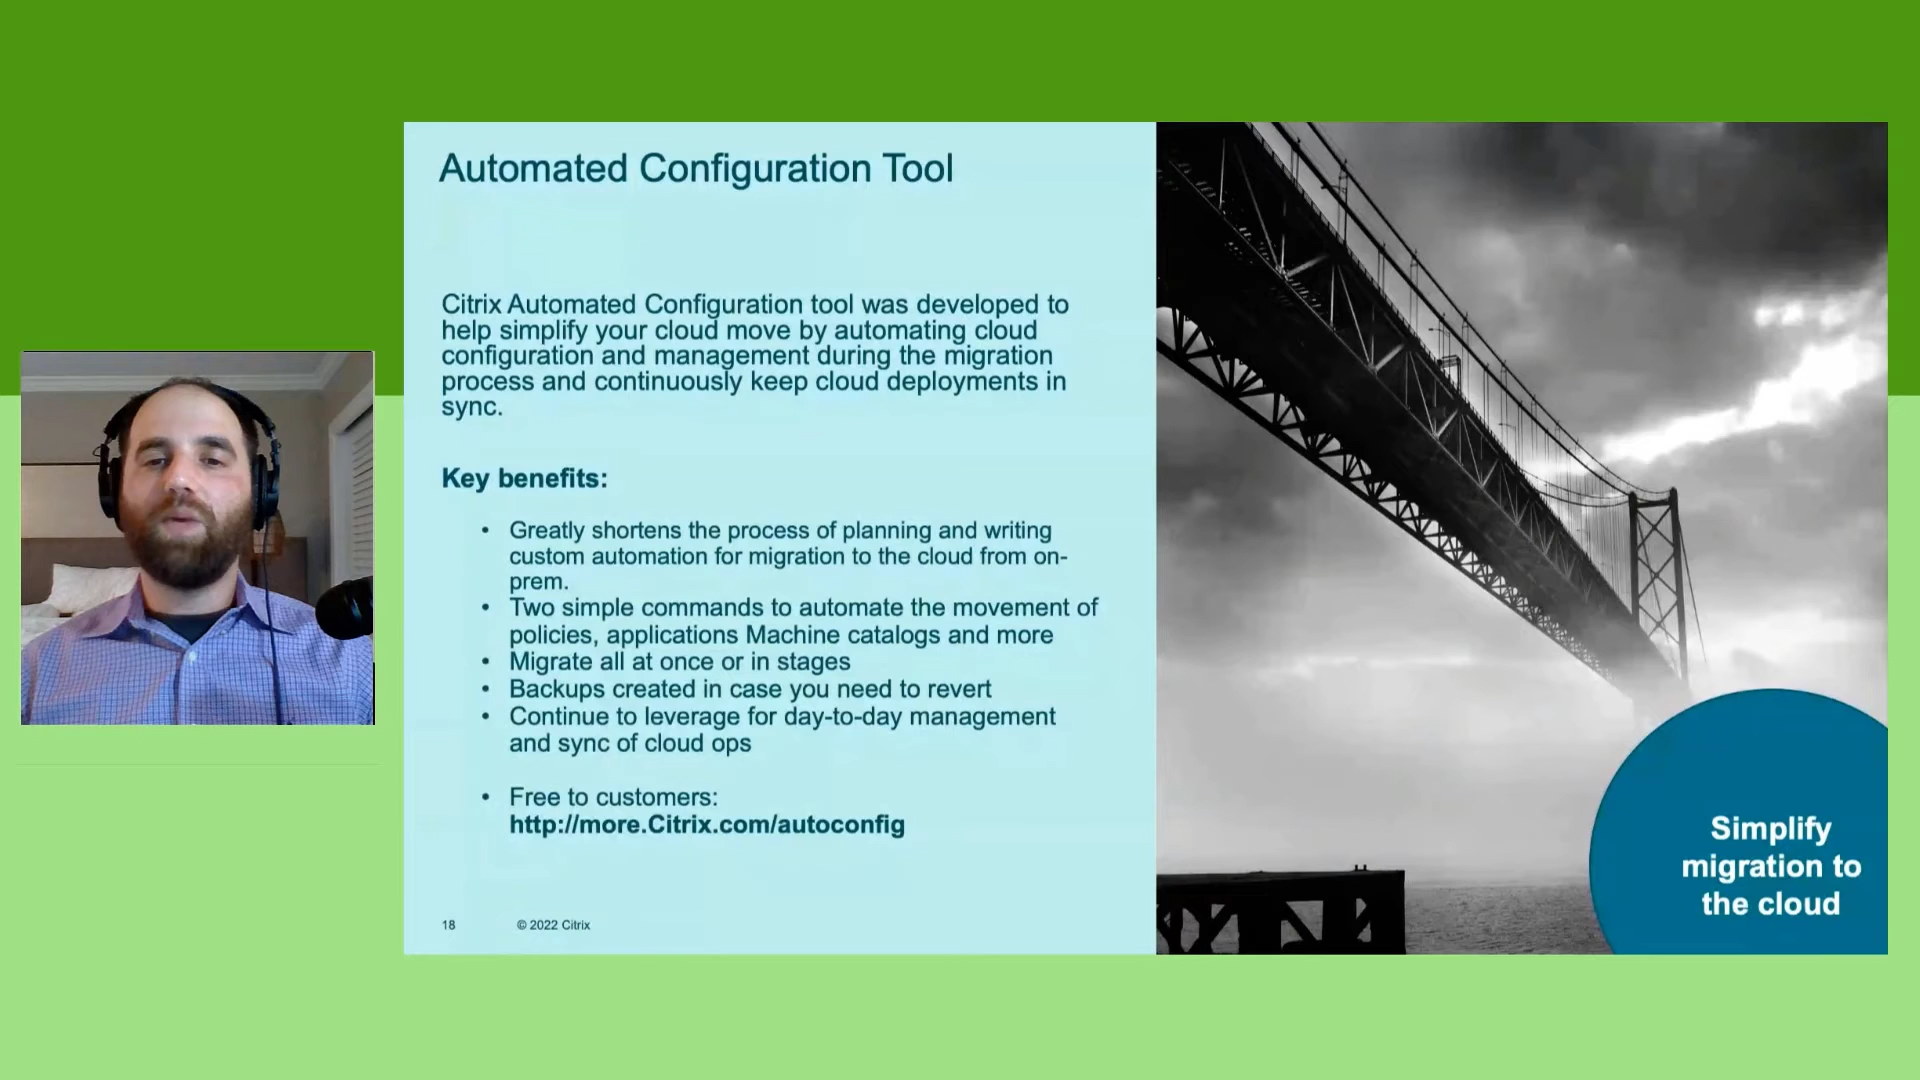 Automated Configuration Tool
Citrix Automated Configuration tool was developed to
help simplify your cloud move by automating cloud
configuration and management during the migration
process and continuously keep cloud deployments in
sync.
Key benefits:
• Greatly shortens the process of planning and writing
custom automation for migration to the cloud from on-
prem.
• Two simple commands to automate the movement of
policies, applications Machine catalogs and more
• Migrate all at once or in stages
• Backups created in case you need to revert
• Continue to leverage for day-to-day management
and sync of cloud ops
• Free to customers:
http://more.Citrix.com/autoconfig
18 © 2022 Citrix
Simplify
migration to
the cloud